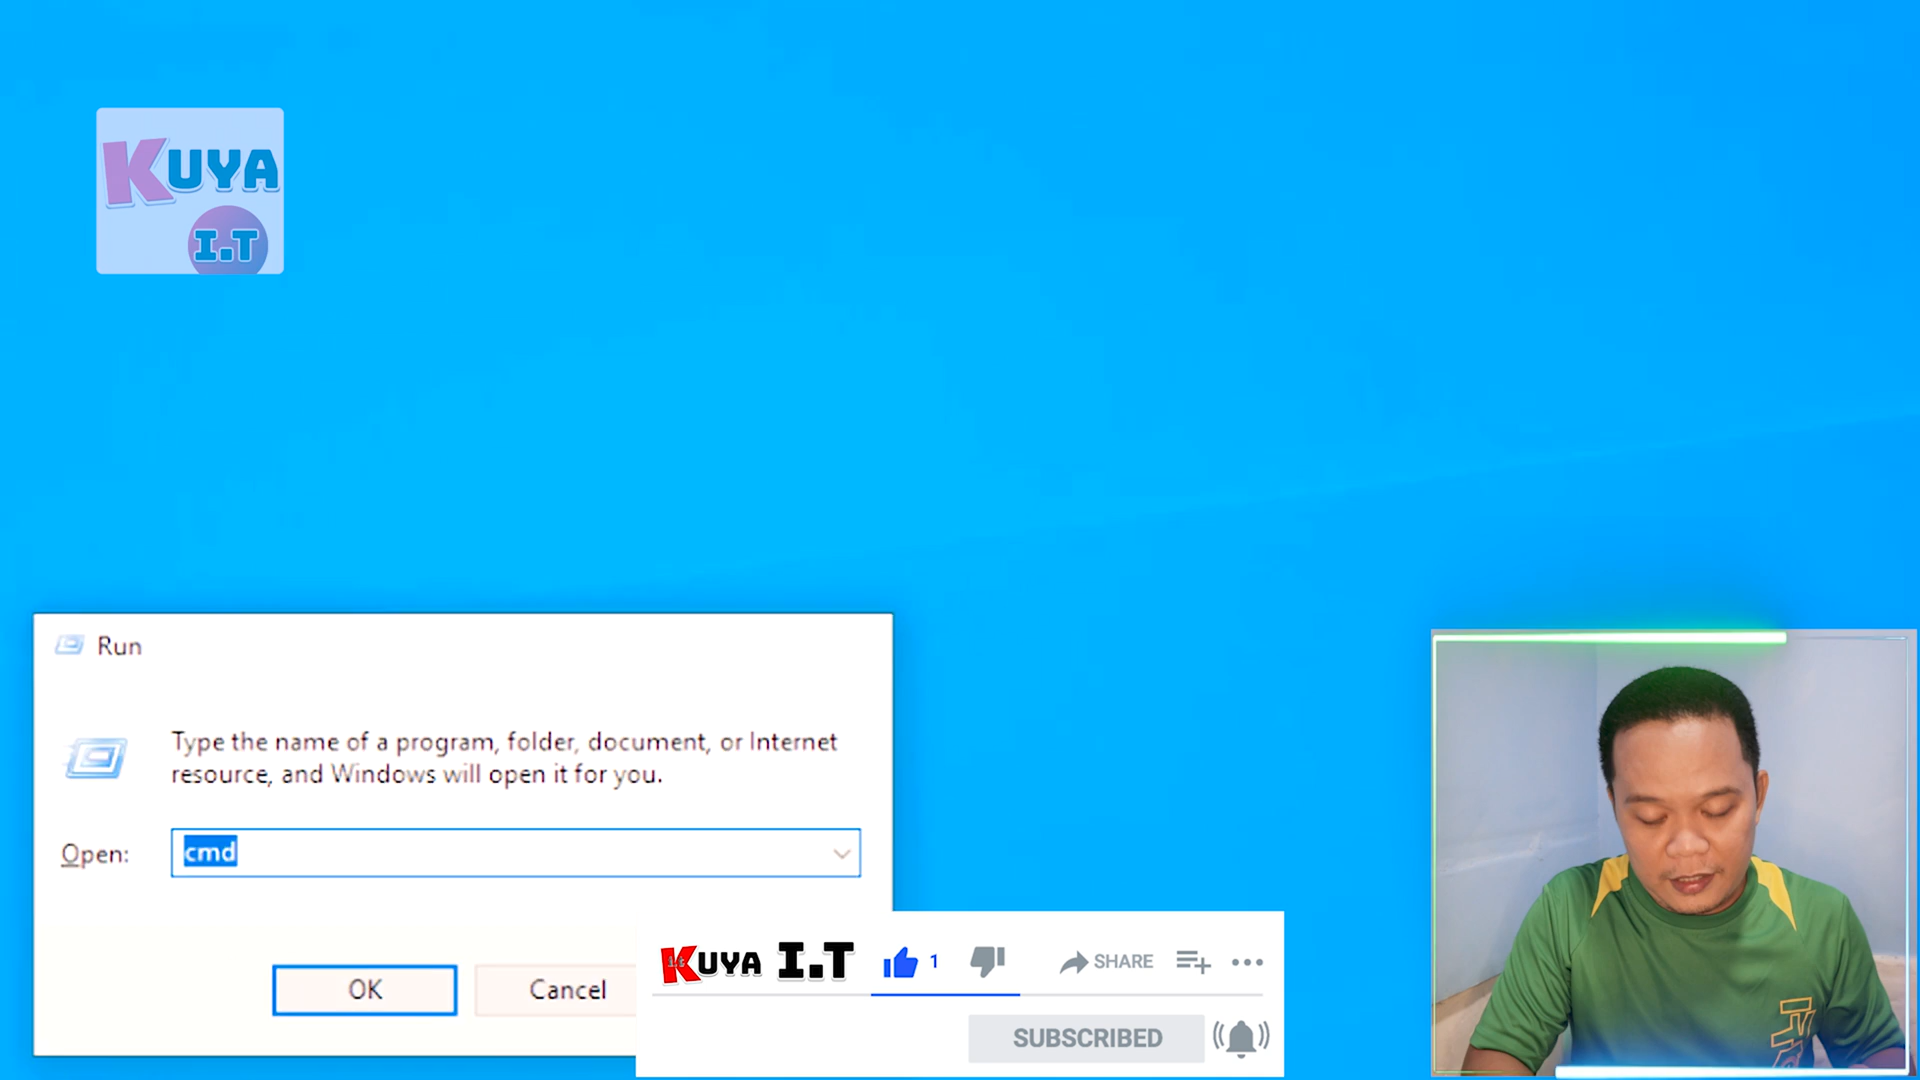 KUYA
I.T
Run
Type the name of a program, folder, document, or Internet
resource, and Windows will open it for you.
Open:
cmd
OK
Cancel
KUYA I.T
1
SHARE
SUBSCRIBED